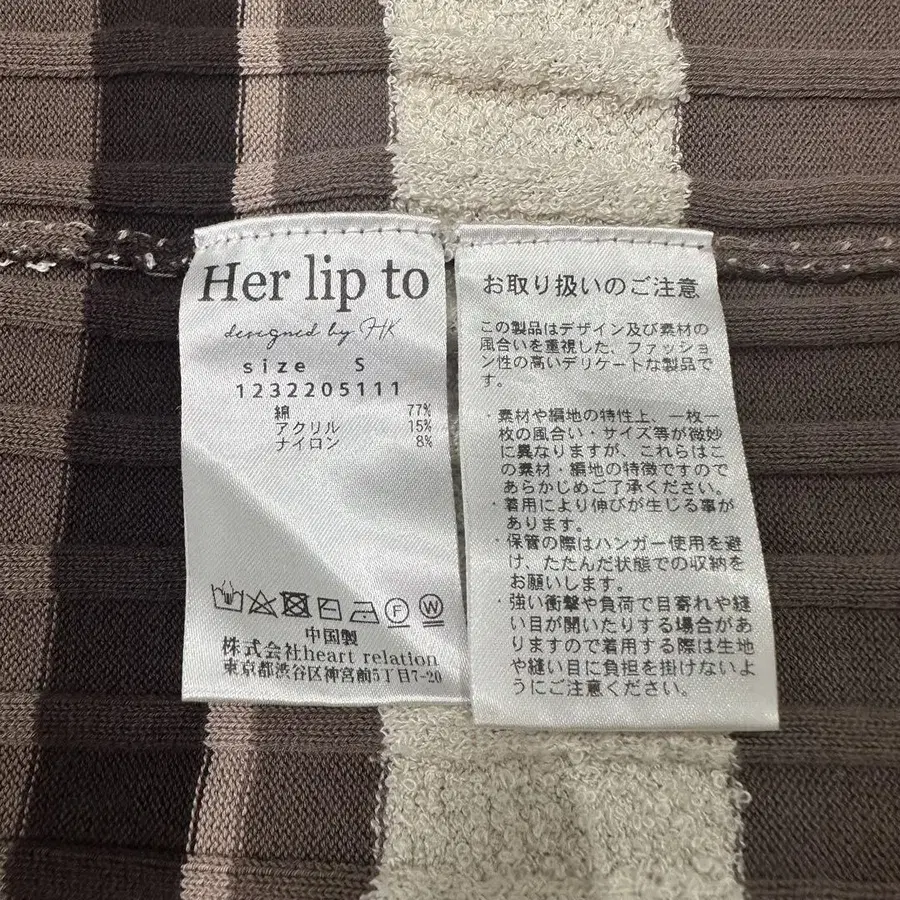 Her lip to
designed by HK
size S
1232205111
綿 77%
アクリル 15%
ナイロン 8%
F W
中国製
株式会社heart relation
東京都渋谷区神宮前5丁目7-20
お取り扱いのご注意
この製品はデザイン及び素材の
風合いを重視した、ファッション
性の高いデリケートな製品で
す。
・素材や編地の特性上、一枚一
枚の風合い・サイズ等が微妙
に異なりますが、これらはこ
の素材・編地の特徴ですので
あらかじめご了承ください。
・着用により伸びが生じる事が
あります。
・保管の際はハンガー使用を避
け、たたんだ状態での収納を
お願いします。
・強い衝撃や負荷で目寄れや縫
い目が開いたりする場合があ
りますので着用する際は生地
や縫い目に負担を掛けないよ
うにご注意ください。